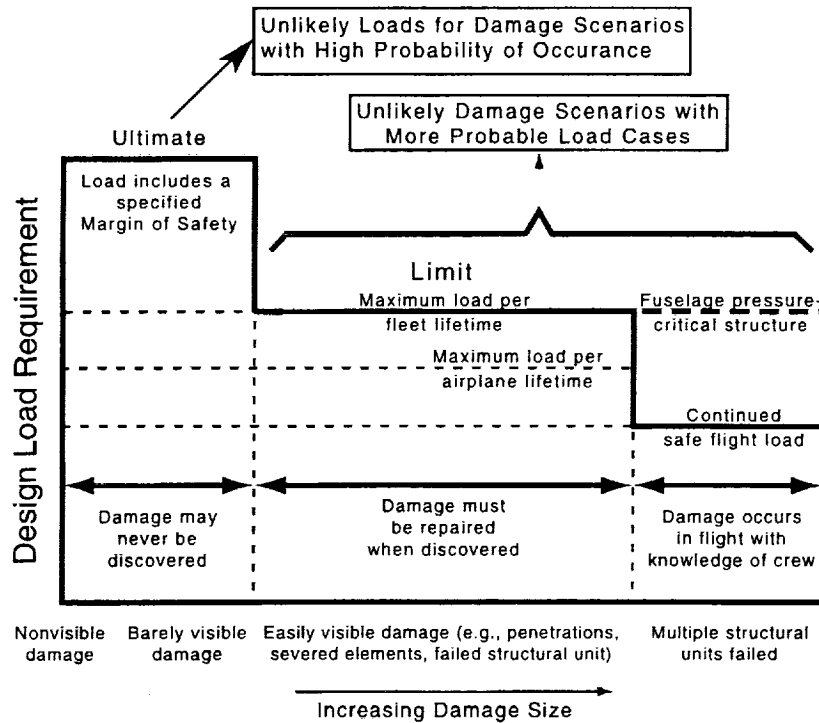 Unlikely Loads for Damage Scenarios
with High Probability of Occurance
Unlikely Damage Scenarios with
More Probable Load Cases
Ultimate
Load includes a
specified
Margin of Safety
Limit
Maximum load per
fleet lifetime
Fuselage pressure-
critical structure
Maximum load per
airplane lifetime
Continued
safe flight load
Design Load Requirement
Damage may
never be
discovered
Damage must
be repaired
when discovered
Damage occurs
in flight with
knowledge of crew
Nonvisible
damage
Barely visible
damage
Easily visible damage (e.g., penetrations,
severed elements, failed structural unit)
Multiple structural
units failed
Increasing Damage Size